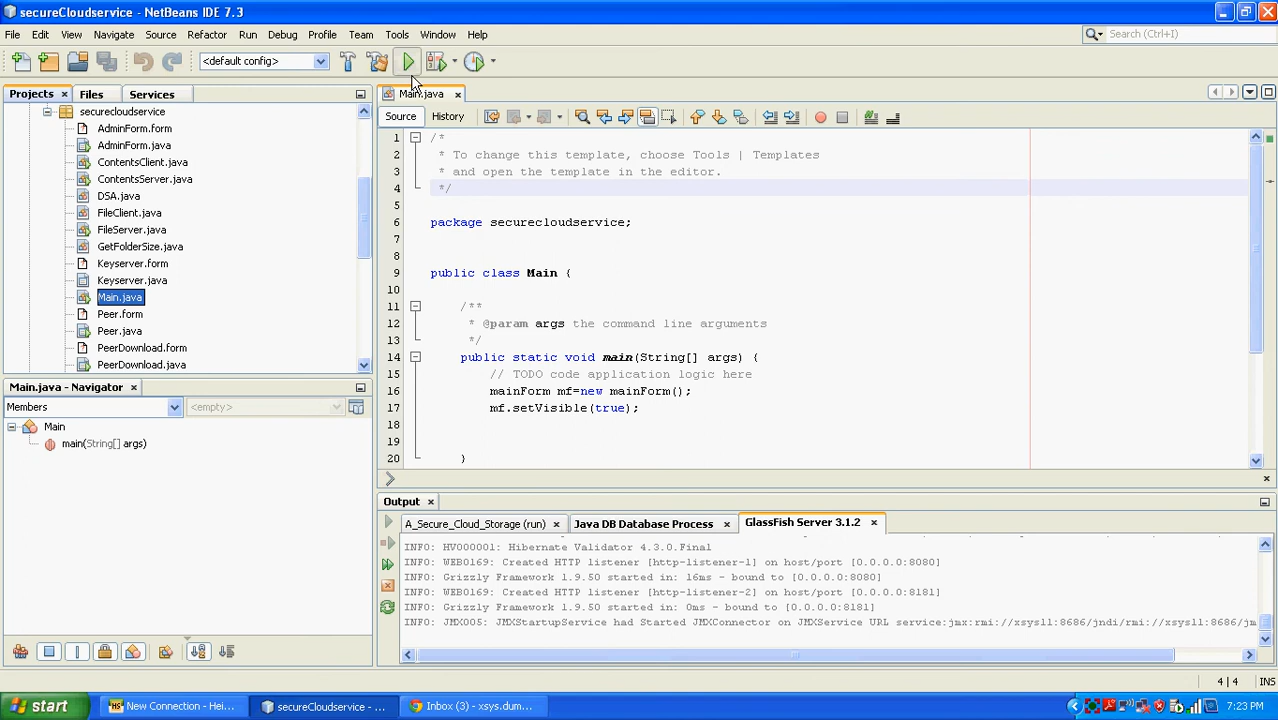 secureCloudservice - NetBeans IDE 7.3
File Edit View Navigate Source Refactor Run Debug Profile Team Tools Window Help
Search (Ctrl+I)
<default config>
Projects Files Services
Main.java
securecloudservice
AdminForm.form
AdminForm.java
ContentsClient.java
ContentsServer.java
DSA.java
FileClient.java
FileServer.java
GetFolderSize.java
Keyserver.form
Keyserver.java
Main.java
Peer.form
Peer.java
PeerDownload.form
PeerDownload.java
Source History
1 /*
2 * To change this template, choose Tools | Templates
3 * and open the template in the editor.
4 */
5
6 package securecloudservice;
7
8
9 public class Main {
10
11 /**
12 * @param args the command line arguments
13 */
14 public static void main(String[] args) {
15 // TODO code application logic here
16 mainForm mf=new mainForm();
17 mf.setVisible(true);
18
19
20 }
Main.java - Navigator
Members <empty>
Main
main(String[] args)
Output
A_Secure_Cloud_Storage (run) Java DB Database Process GlassFish Server 3.1.2
INFO: HV000001: Hibernate Validator 4.3.0.Final
INFO: WEB0169: Created HTTP listener [http-listener-1] on host/port [0.0.0.0:8080]
INFO: Grizzly Framework 1.9.50 started in: 16ms - bound to [0.0.0.0:8080]
INFO: WEB0169: Created HTTP listener [http-listener-2] on host/port [0.0.0.0:8181]
INFO: Grizzly Framework 1.9.50 started in: 0ms - bound to [0.0.0.0:8181]
INFO: JMX005: JMXStartupService had Started JMXConnector on JMXService URL service:jmx:rmi://xsys11:8686/jndi/rmi://xsys11:8686/jm
4 | 4 INS
start New Connection - Hei... secureCloudservice - ... Inbox (3) - xsys.dum... 7:23 PM